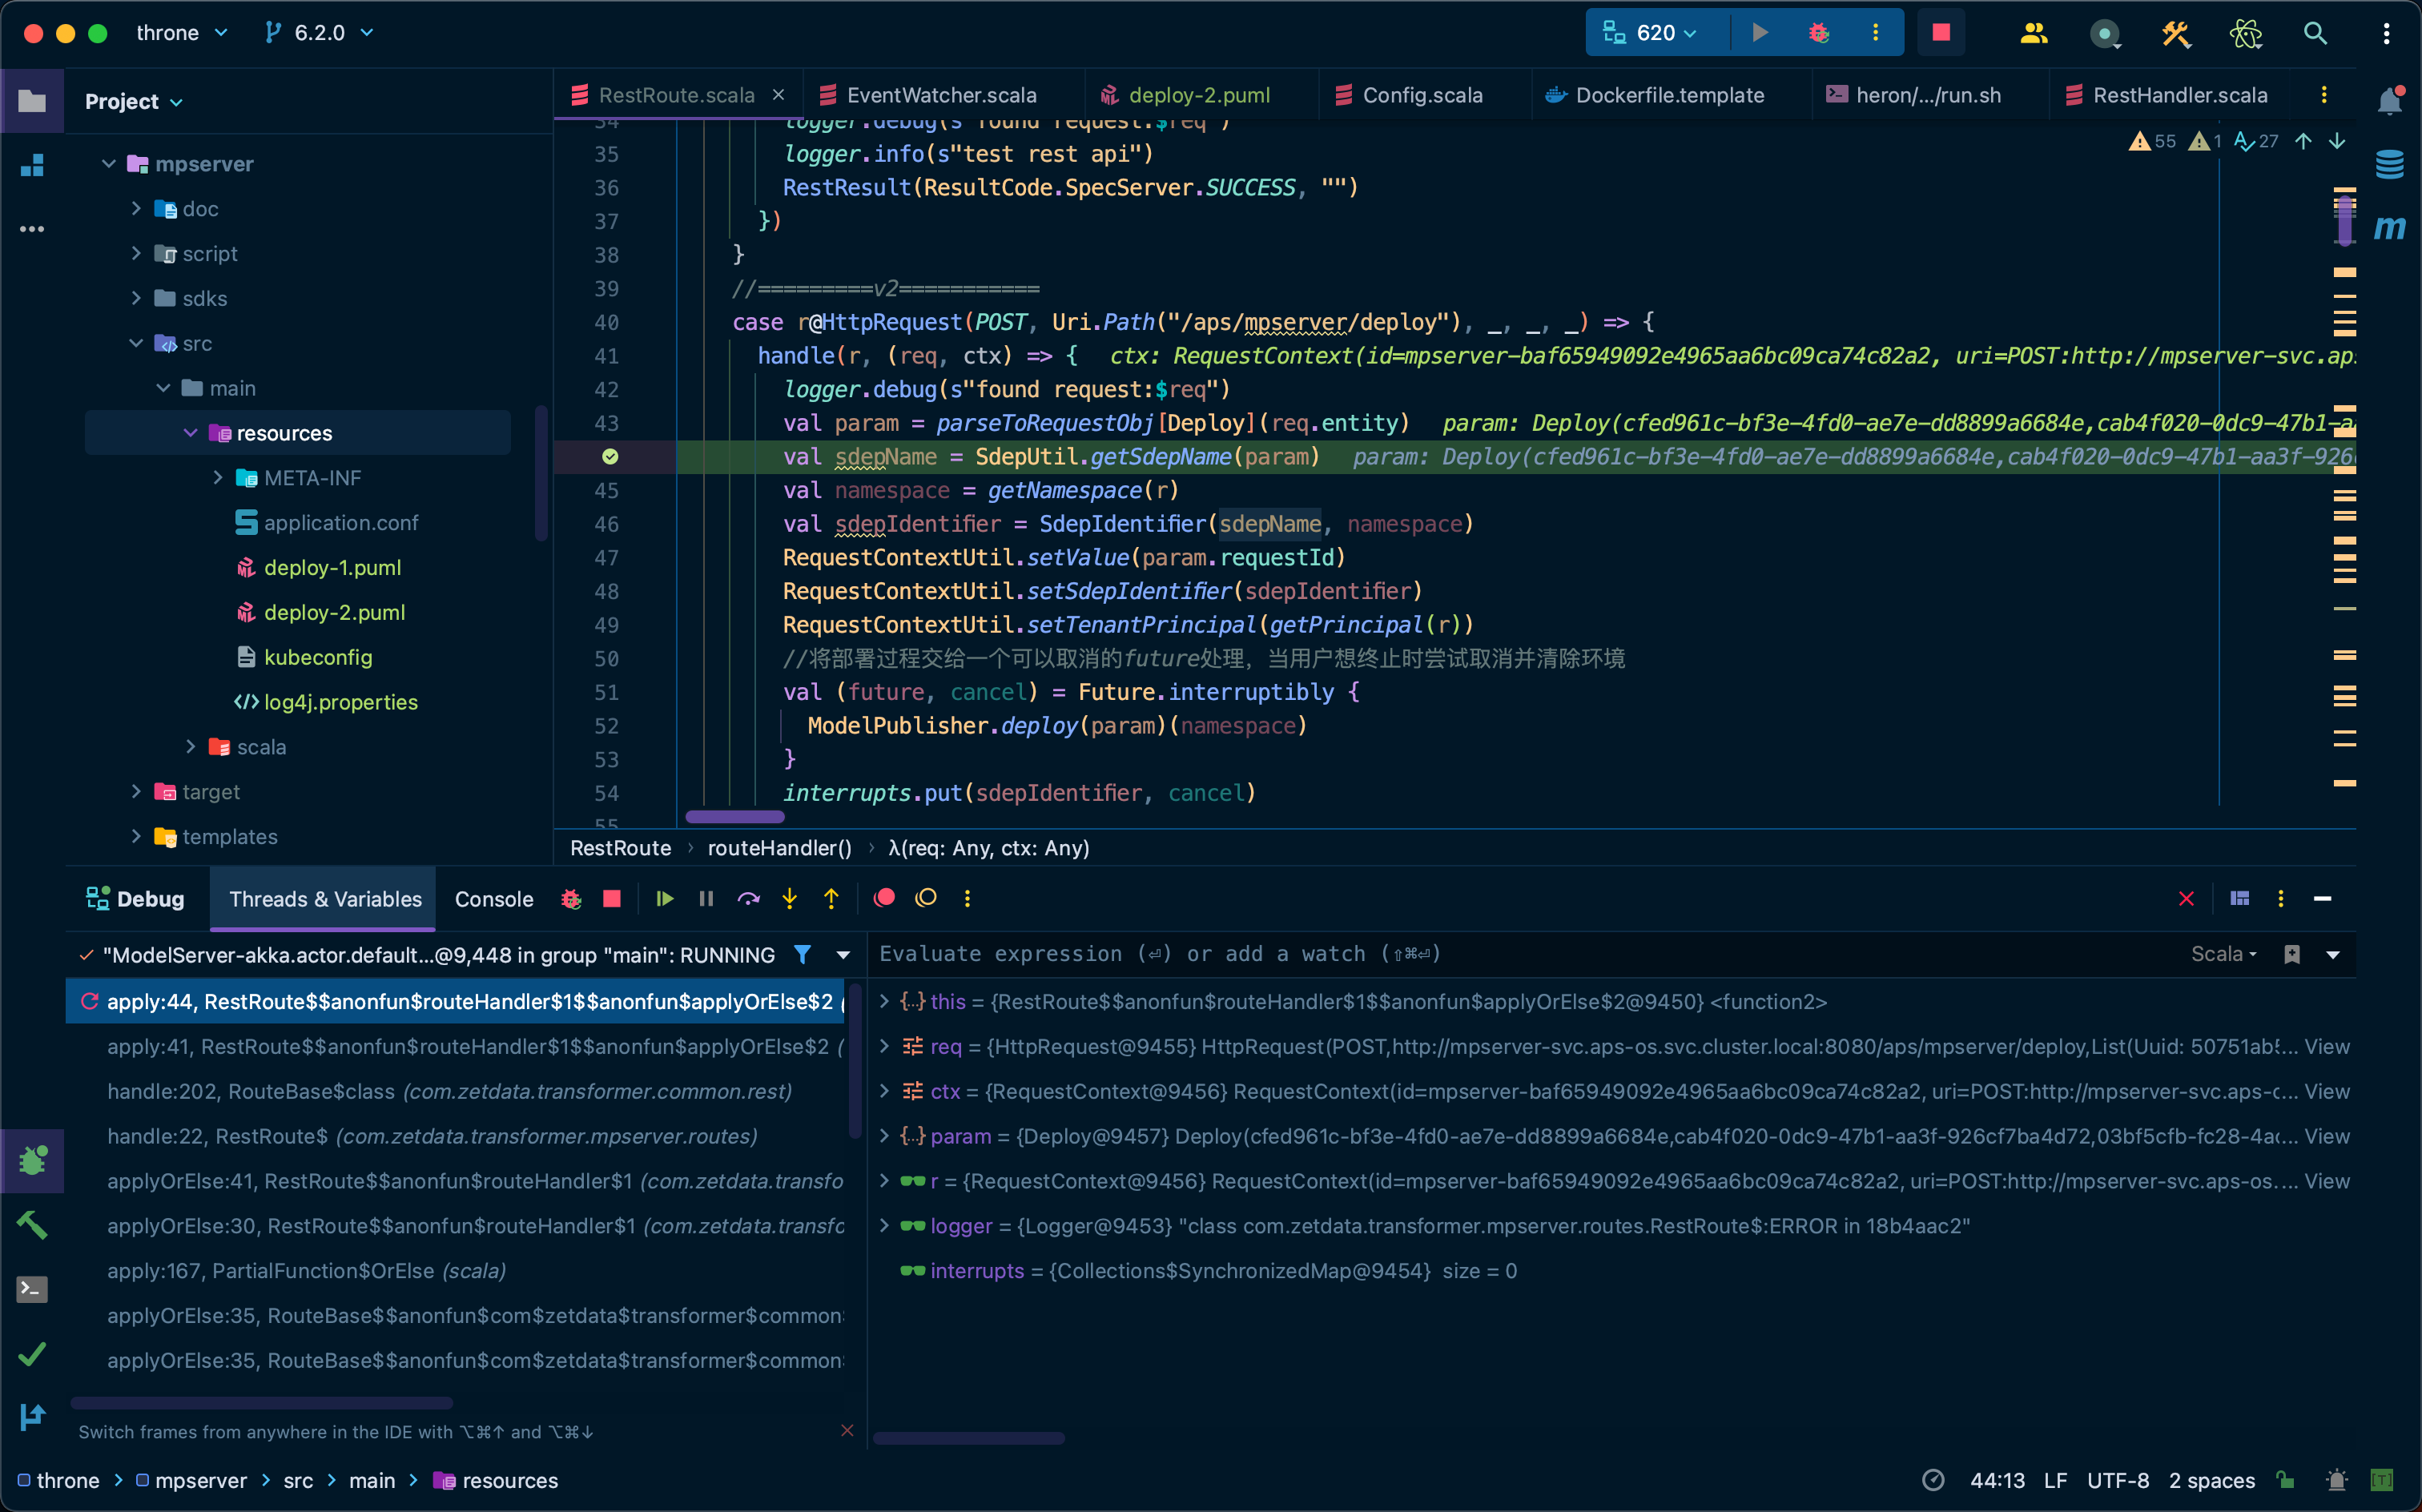 throne
6.2.0
620
Project
RestRoute.scala
EventWatcher.scala
deploy-2.puml
Config.scala
Dockerfile.template
heron/.../run.sh
RestHandler.scala
mpserver
doc
script
sdks
src
main
resources
META-INF
application.conf
deploy-1.puml
deploy-2.puml
kubeconfig
log4j.properties
scala
target
templates
55 1 27
34 logger.debug(s"found request:$req")
35 logger.info(s"test rest api")
36 RestResult(ResultCode.SpecServer.SUCCESS, "")
37 })
38 }
39 //=========v2===========
40 case r@HttpRequest(POST, Uri.Path("/aps/mpserver/deploy"), _, _, _) => {
41 handle(r, (req, ctx) => { ctx: RequestContext(id=mpserver-baf65949092e4965aa6bc09ca74c82a2, uri=POST:http://mpserver-svc.aps
42 logger.debug(s"found request:$req")
43 val param = parseToRequestObj[Deploy](req.entity) param: Deploy(cfed961c-bf3e-4fd0-ae7e-dd8899a6684e,cab4f020-0dc9-47b1-a
val sdepName = SdepUtil.getSdepName(param) param: Deploy(cfed961c-bf3e-4fd0-ae7e-dd8899a6684e,cab4f020-0dc9-47b1-aa3f-926
45 val namespace = getNamespace(r)
46 val sdepIdentifier = SdepIdentifier(sdepName, namespace)
47 RequestContextUtil.setValue(param.requestId)
48 RequestContextUtil.setSdepIdentifier(sdepIdentifier)
49 RequestContextUtil.setTenantPrincipal(getPrincipal(r))
50 //将部署过程交给一个可以取消的future处理，当用户想终止时尝试取消并清除环境
51 val (future, cancel) = Future.interruptibly {
52 ModelPublisher.deploy(param)(namespace)
53 }
54 interrupts.put(sdepIdentifier, cancel)
55
RestRoute › routeHandler() › λ(req: Any, ctx: Any)
Debug
Threads & Variables
Console
"ModelServer-akka.actor.default...@9,448 in group "main": RUNNING
apply:44, RestRoute$$anonfun$routeHandler$1$$anonfun$applyOrElse$2 (
apply:41, RestRoute$$anonfun$routeHandler$1$$anonfun$applyOrElse$2 (
handle:202, RouteBase$class (com.zetdata.transformer.common.rest)
handle:22, RestRoute$ (com.zetdata.transformer.mpserver.routes)
applyOrElse:41, RestRoute$$anonfun$routeHandler$1 (com.zetdata.transfo
applyOrElse:30, RestRoute$$anonfun$routeHandler$1 (com.zetdata.transfc
apply:167, PartialFunction$OrElse (scala)
applyOrElse:35, RouteBase$$anonfun$com$zetdata$transformer$common
applyOrElse:35, RouteBase$$anonfun$com$zetdata$transformer$common
Switch frames from anywhere in the IDE with ⌥⌘↑ and ⌥⌘↓
Evaluate expression (⏎) or add a watch (⇧⌘⏎)
Scala
this = {RestRoute$$anonfun$routeHandler$1$$anonfun$applyOrElse$2@9450} <function2>
req = {HttpRequest@9455} HttpRequest(POST,http://mpserver-svc.aps-os.svc.cluster.local:8080/aps/mpserver/deploy,List(Uuid: 50751ab... View
ctx = {RequestContext@9456} RequestContext(id=mpserver-baf65949092e4965aa6bc09ca74c82a2, uri=POST:http://mpserver-svc.aps-... View
param = {Deploy@9457} Deploy(cfed961c-bf3e-4fd0-ae7e-dd8899a6684e,cab4f020-0dc9-47b1-aa3f-926cf7ba4d72,03bf5cfb-fc28-4a... View
r = {RequestContext@9456} RequestContext(id=mpserver-baf65949092e4965aa6bc09ca74c82a2, uri=POST:http://mpserver-svc.aps-os.... View
logger = {Logger@9453} "class com.zetdata.transformer.mpserver.routes.RestRoute$:ERROR in 18b4aac2"
interrupts = {Collections$SynchronizedMap@9454} size = 0
throne › mpserver › src › main › resources
44:13 LF UTF-8 2 spaces